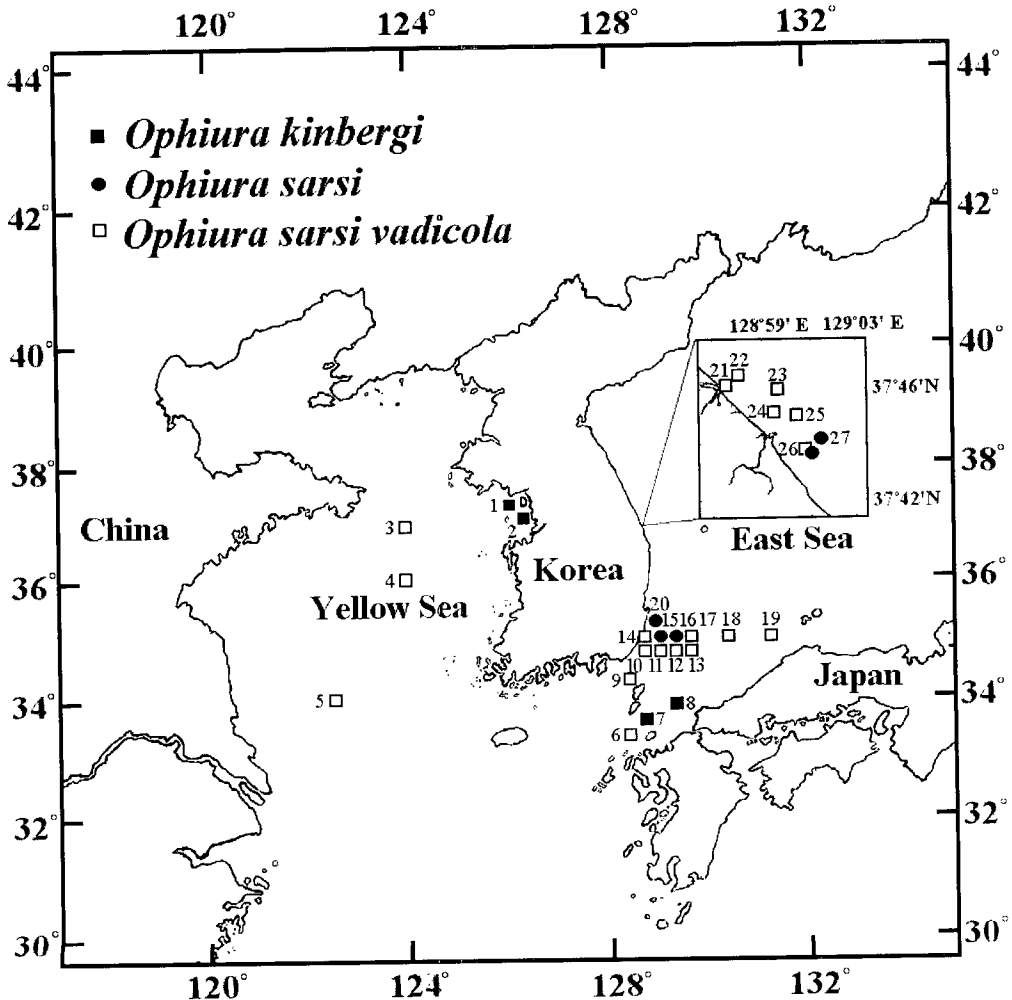 120° 124° 128° 132°
44° 44°
Ophiura kinbergi
Ophiura sarsi
Ophiura sarsi vadicola
42° 42°
40° 40°
128°59' E 129°03' E
37°46'N
37°42'N
21 22 23
24 25
26 27
38° 38°
China
Korea
East Sea
Yellow Sea
Japan
1
2
3
4
5
36° 36°
20
14 15 16 17 18 19
10 11 12 13
9
8
7
6
34° 34°
32° 32°
30° 30°
120° 124° 128° 132°